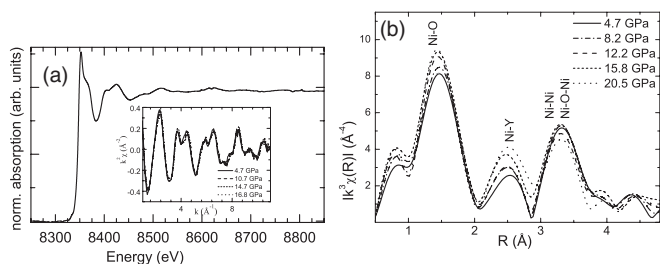 (a)
norm. absorption (arb. units)
8300 8400 8500 8600 8700 8800
Energy (eV)
k²χ (Å⁻²)
0.4
0.2
0.0
-0.2
-0.4
4 8
k (Å⁻¹)
4.7 GPa
10.7 GPa
14.7 GPa
16.8 GPa
(b)
|k³χ(R)| (Å⁻⁴)
10
8
6
4
2
1 2 3 4
R (Å)
Ni-O
Ni-Y
Ni-Ni
Ni-O-Ni
4.7 GPa
8.2 GPa
12.2 GPa
15.8 GPa
20.5 GPa